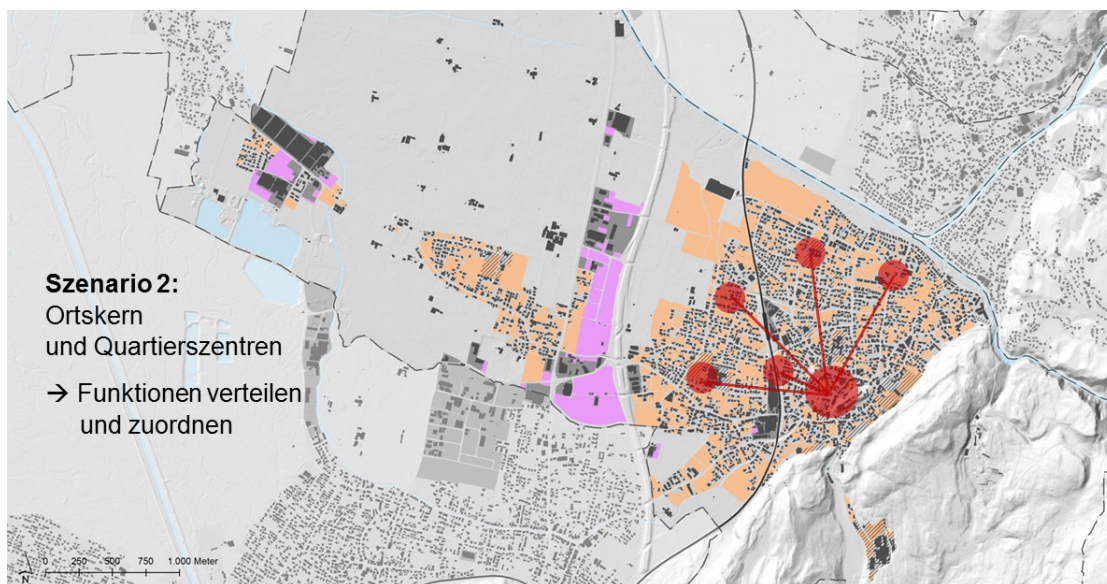 Szenario 2:
Ortskern
und Quartierszentren
→ Funktionen verteilen
und zuordnen
0 250 500 750 1.000 Meter
N